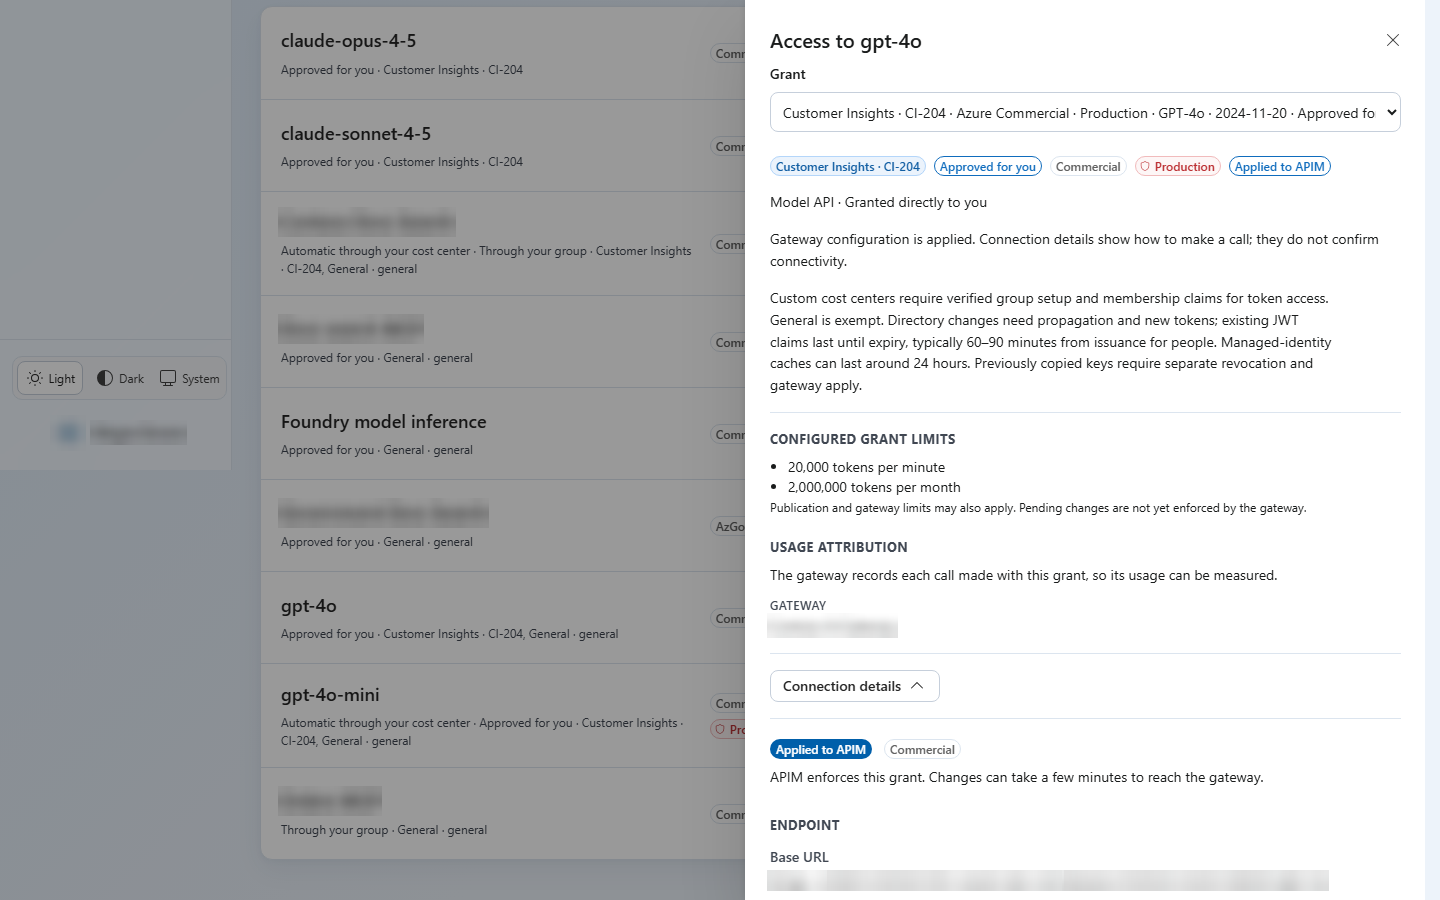 claude-opus-4-5
Approved for you · Customer Insights · CI-204
Comm
claude-sonnet-4-5
Approved for you · Customer Insights · CI-204
Comm
Automatic through your cost center · Through your group · Customer Insights
· CI-204, General · general
Comm
Approved for you · General · general
Comm
Foundry model inference
Approved for you · General · general
Comm
Approved for you · General · general
AzGo
gpt-4o
Approved for you · Customer Insights · CI-204, General · general
Comm
gpt-4o-mini
Automatic through your cost center · Approved for you · Customer Insights ·
CI-204, General · general
Comm
Pro
Through your group · General · general
Comm
Light
Dark
System
Access to gpt-4o
Grant
Customer Insights · CI-204 · Azure Commercial · Production · GPT-4o · 2024-11-20 · Approved fo
Customer Insights · CI-204
Approved for you
Commercial
Production
Applied to APIM
Model API · Granted directly to you
Gateway configuration is applied. Connection details show how to make a call; they do not confirm
connectivity.
Custom cost centers require verified group setup and membership claims for token access.
General is exempt. Directory changes need propagation and new tokens; existing JWT
claims last until expiry, typically 60–90 minutes from issuance for people. Managed-identity
caches can last around 24 hours. Previously copied keys require separate revocation and
gateway apply.
CONFIGURED GRANT LIMITS
• 20,000 tokens per minute
• 2,000,000 tokens per month
Publication and gateway limits may also apply. Pending changes are not yet enforced by the gateway.
USAGE ATTRIBUTION
The gateway records each call made with this grant, so its usage can be measured.
GATEWAY
Connection details
Applied to APIM
Commercial
APIM enforces this grant. Changes can take a few minutes to reach the gateway.
ENDPOINT
Base URL